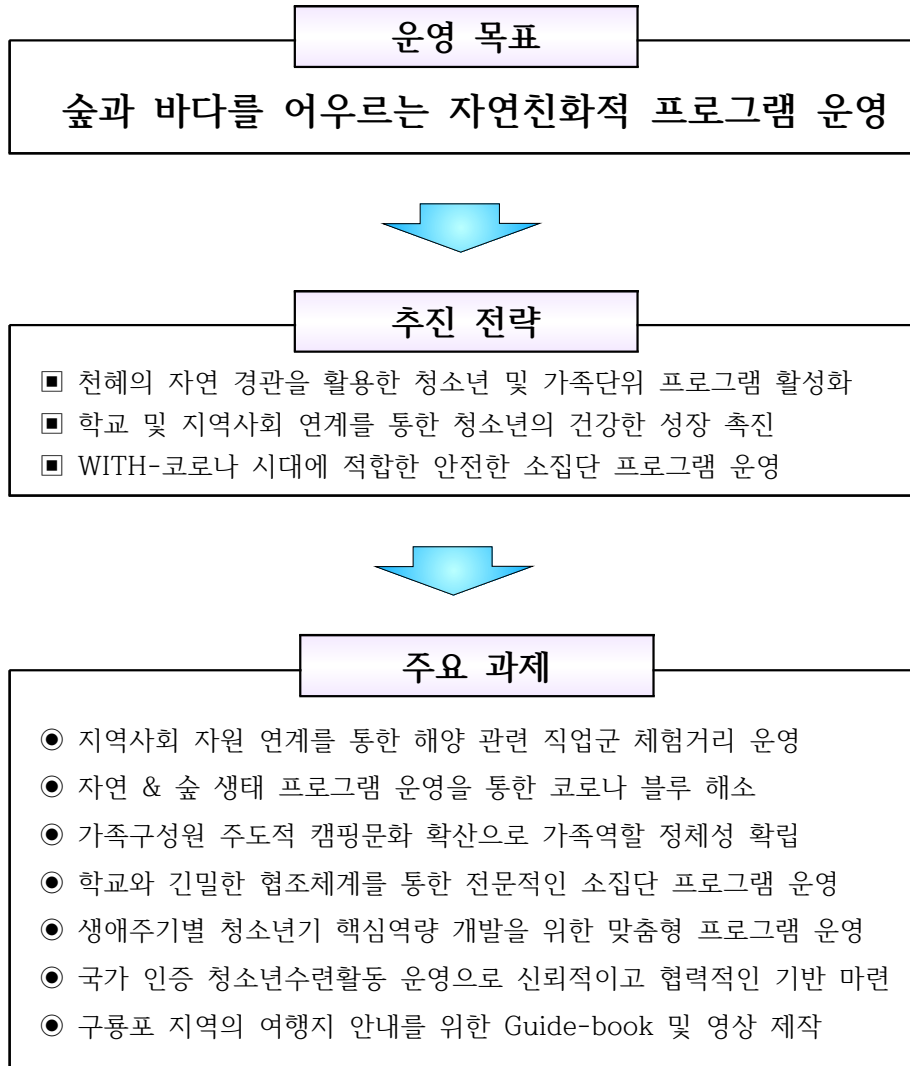 운영 목표
숲과 바다를 어우르는 자연친화적 프로그램 운영
추진 전략
▣ 천혜의 자연 경관을 활용한 청소년 및 가족단위 프로그램 활성화
▣ 학교 및 지역사회 연계를 통한 청소년의 건강한 성장 촉진
▣ WITH-코로나 시대에 적합한 안전한 소집단 프로그램 운영
주요 과제
◉ 지역사회 자원 연계를 통한 해양 관련 직업군 체험거리 운영
◉ 자연 & 숲 생태 프로그램 운영을 통한 코로나 블루 해소
◉ 가족구성원 주도적 캠핑문화 확산으로 가족역할 정체성 확립
◉ 학교와 긴밀한 협조체계를 통한 전문적인 소집단 프로그램 운영
◉ 생애주기별 청소년기 핵심역량 개발을 위한 맞춤형 프로그램 운영
◉ 국가 인증 청소년수련활동 운영으로 신뢰적이고 협력적인 기반 마련
◉ 구룡포 지역의 여행지 안내를 위한 Guide-book 및 영상 제작